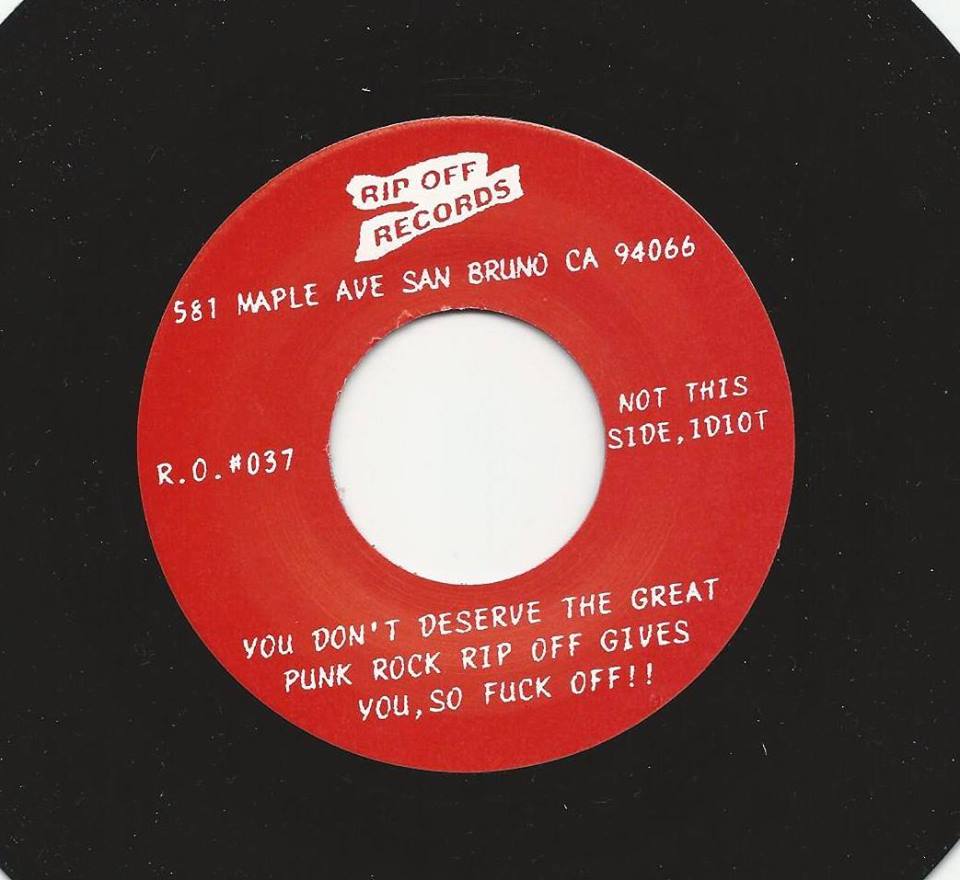 RIP OFF
RECORDS
581 MAPLE AVE SAN BRUNO CA 94066
NOT THIS
SIDE,IDIOT
R.O.#037
YOU DON'T DESERVE THE GREAT
PUNK ROCK RIP OFF GIVES
YOU,SO FUCK OFF!!